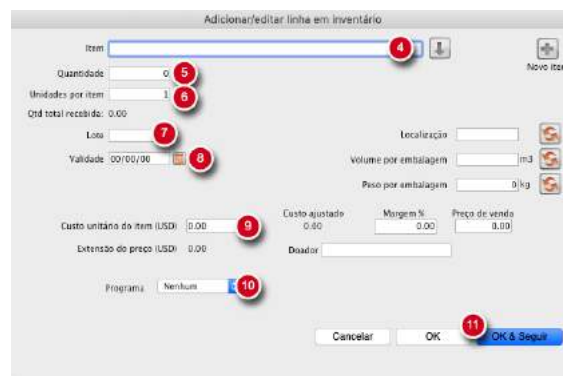 Adicionar/editar linha em inventário
Item 4
Novo iten
Quantidade 0 5
Unidades por item 1 6
Qtd total recebida: 0.00
Lote 7 Localização
Validade 00/00/00 8 Volume por embalagem m3
Peso por embalagem 0 kg
Custo ajustado Margem % Preço de venda
Custo unitário do item (USD) 0.00 9 0.00 0.00 0.00
Extensão do preço (USD) 0.00 Doador
Programa Nenhum 10
11
Cancelar OK OK & Seguir